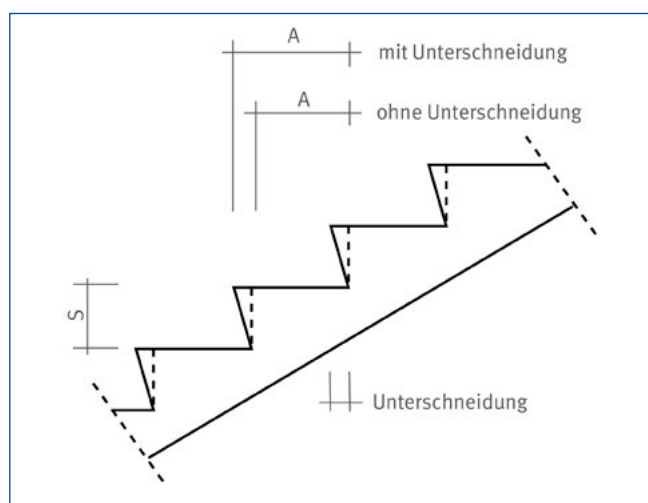 A
mit Unterschneidung
A
ohne Unterschneidung
S
Unterschneidung